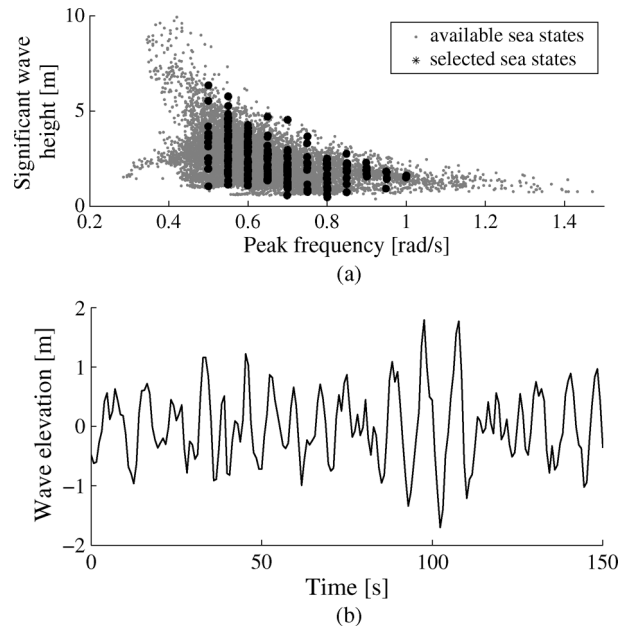 10
available sea states
selected sea states
Significant wave
height [m]
5
0
0.2
0.4
0.6
0.8
1
1.2
1.4
Peak frequency [rad/s]
(a)
2
1
0
−1
−2
Wave elevation [m]
0
50
100
150
Time [s]
(b)